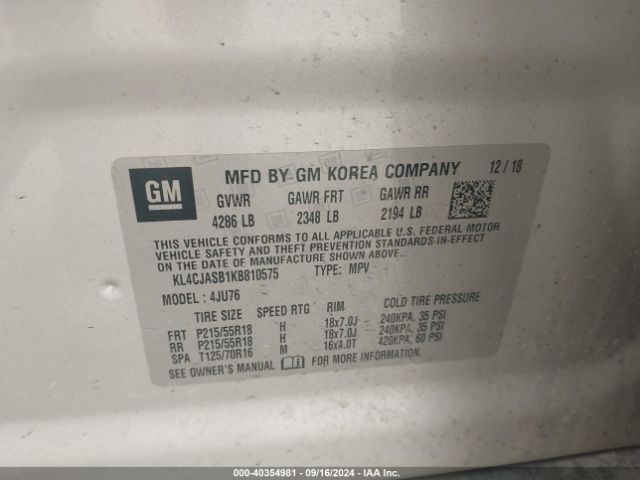 GM
MFD BY GM KOREA COMPANY 12/18
GVWR GAWR FRT GAWR RR
4286 LB 2348 LB 2194 LB
THIS VEHICLE CONFORMS TO ALL APPLICABLE U.S. FEDERAL MOTOR
VEHICLE SAFETY AND THEFT PREVENTION STANDARDS IN-EFFECT
ON THE DATE OF MANUFACTURE SHOWN ABOVE.
KL4CJASB1KB810575 TYPE: MPV
MODEL : 4JU76
TIRE SIZE SPEED RTG RIM COLD TIRE PRESSURE
FRT P215/55R18 H 18x7.0J 240KPA, 35 PSI
RR P215/55R18 H 18x7.0J 240KPA, 35 PSI
SPA T125/70R16 M 16x4.0T 420KPA, 60 PSI
SEE OWNER'S MANUAL FOR MORE INFORMATION
000-40354981 - 09/16/2024 - IAA Inc.